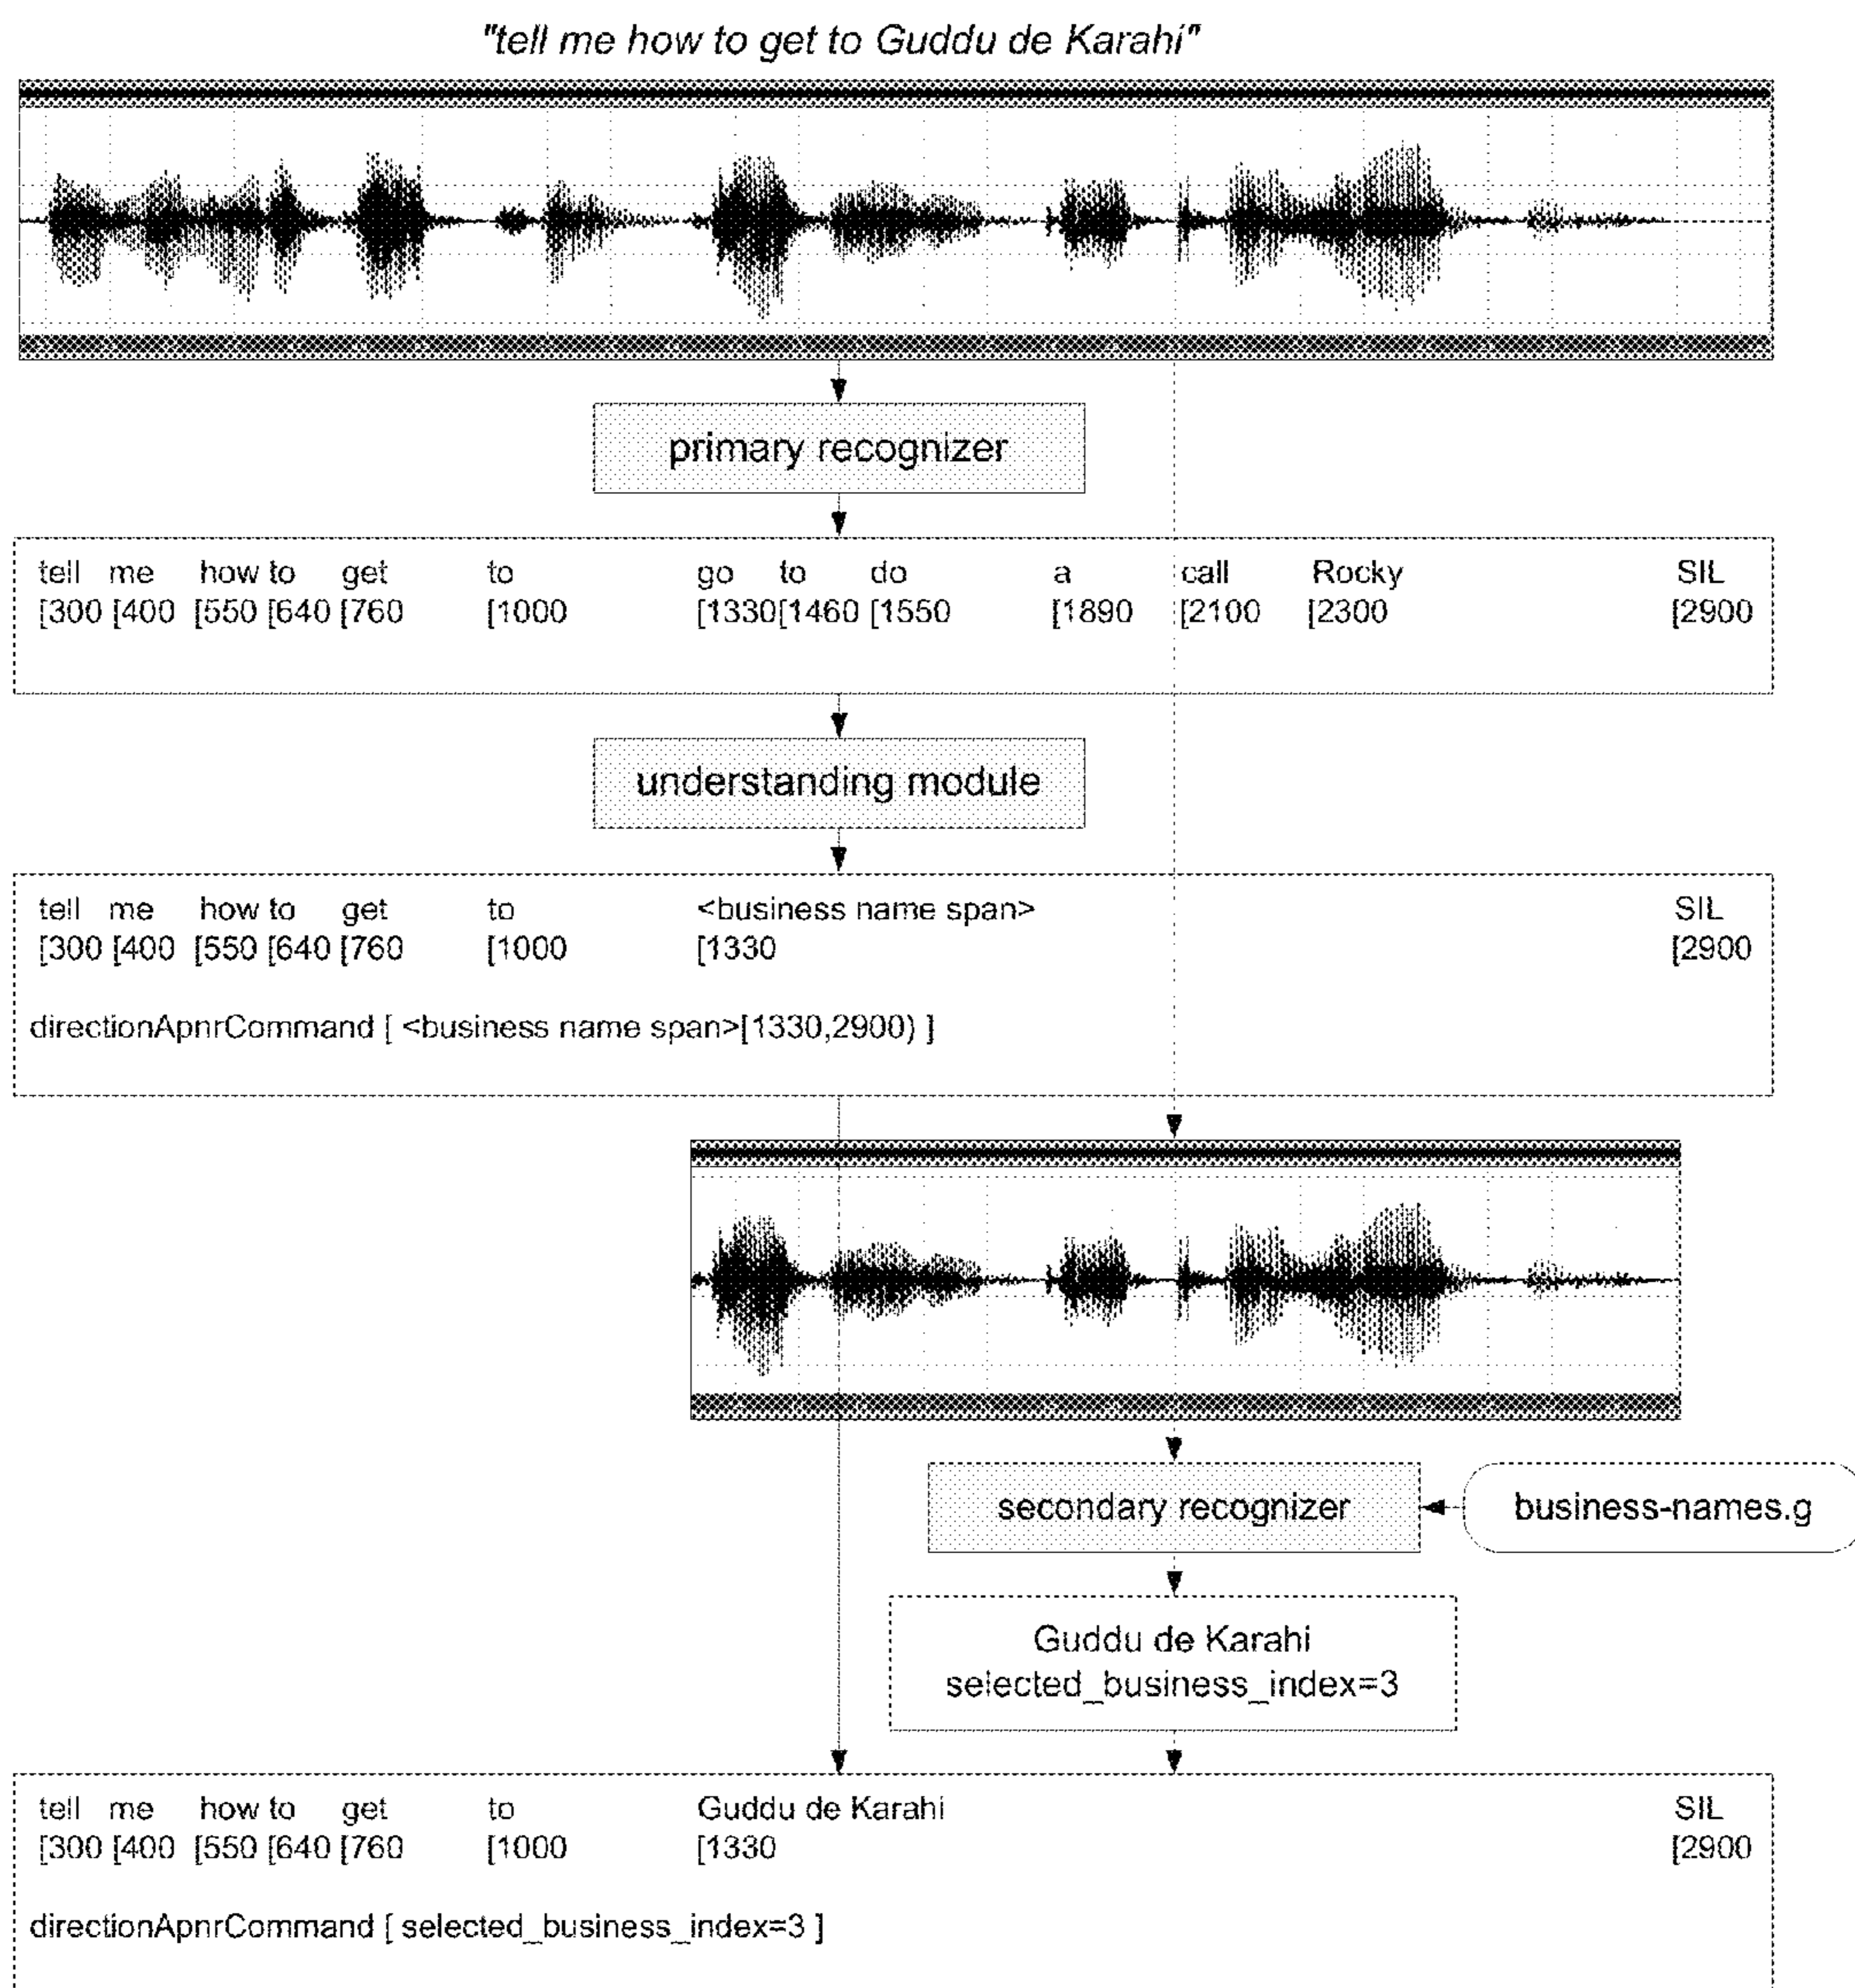 "tell me how to get to Guddu de Karahi"
primary recognizer
tell me how to get to go to do a call Rocky SIL
[300 [400 [550 [640 [760 [1000 [1330[1460 [1550 [1890 [2100 [2300 [2900
understanding module
tell me how to get to <business name span> SIL
[300 [400 [550 [640 [760 [1000 [1330 [2900
directionApnrCommand [ <business name span>[1330,2900) ]
secondary recognizer
business-names.g
Guddu de Karahi
selected_business_index=3
tell me how to get to Guddu de Karahi SIL
[300 [400 [550 [640 [760 [1000 [1330 [2900
directionApnrCommand [ selected_business_index=3 ]